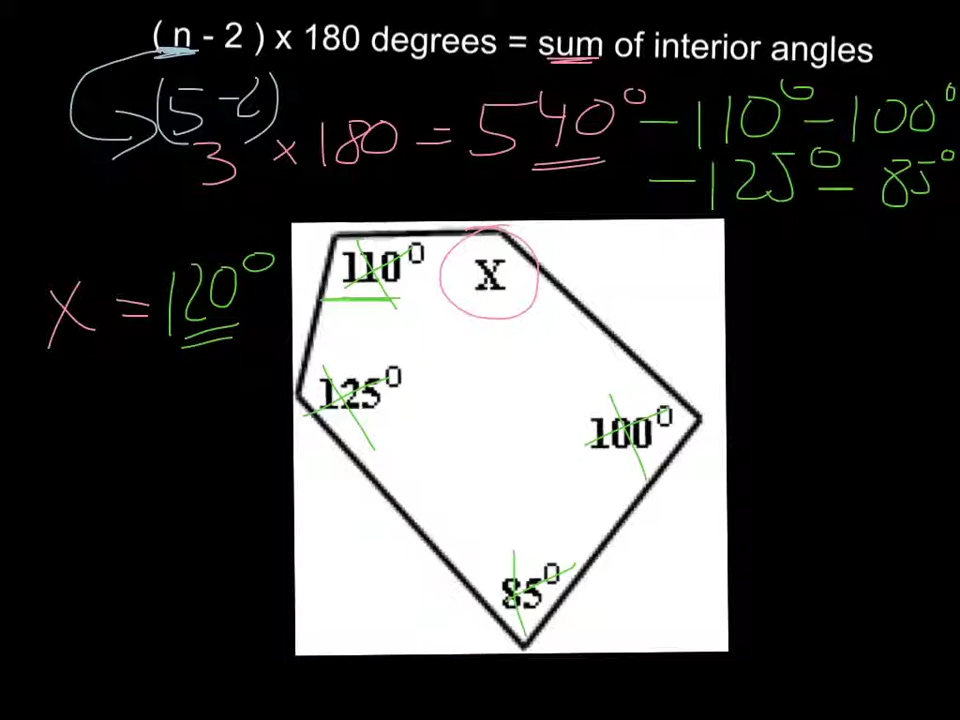 ( n - 2 ) x 180 degrees = sum of interior angles
(5-2)
3 x 180 = 540° - 110° - 100°
- 125° - 85°
110° X
X = 120°
125°
100°
85°